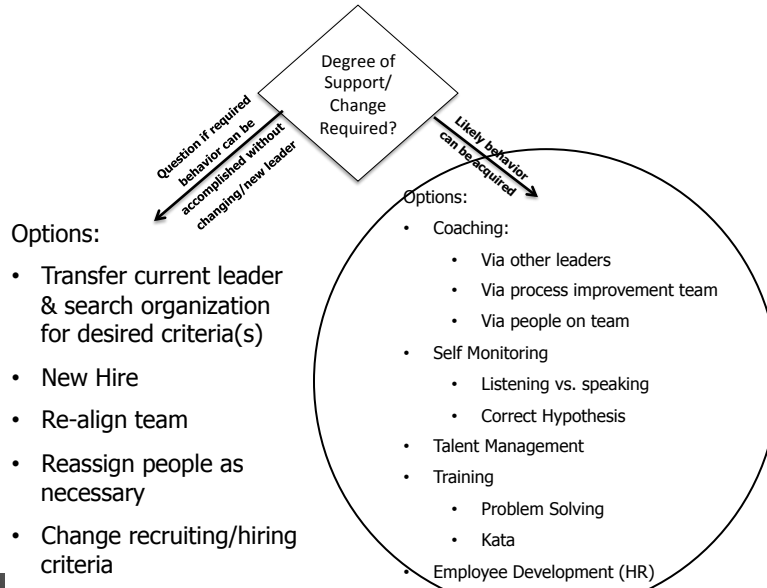 Degree of
Support/
Change
Required?
Question if required
behavior can be
accomplished without
changing/new leader
Likely behavior
can be acquired
Options:
• Transfer current leader
& search organization
for desired criteria(s)
• New Hire
• Re-align team
• Reassign people as
necessary
• Change recruiting/hiring
criteria
Options:
• Coaching:
• Via other leaders
• Via process improvement team
• Via people on team
• Self Monitoring
• Listening vs. speaking
• Correct Hypothesis
• Talent Management
• Training
• Problem Solving
• Kata
• Employee Development (HR)